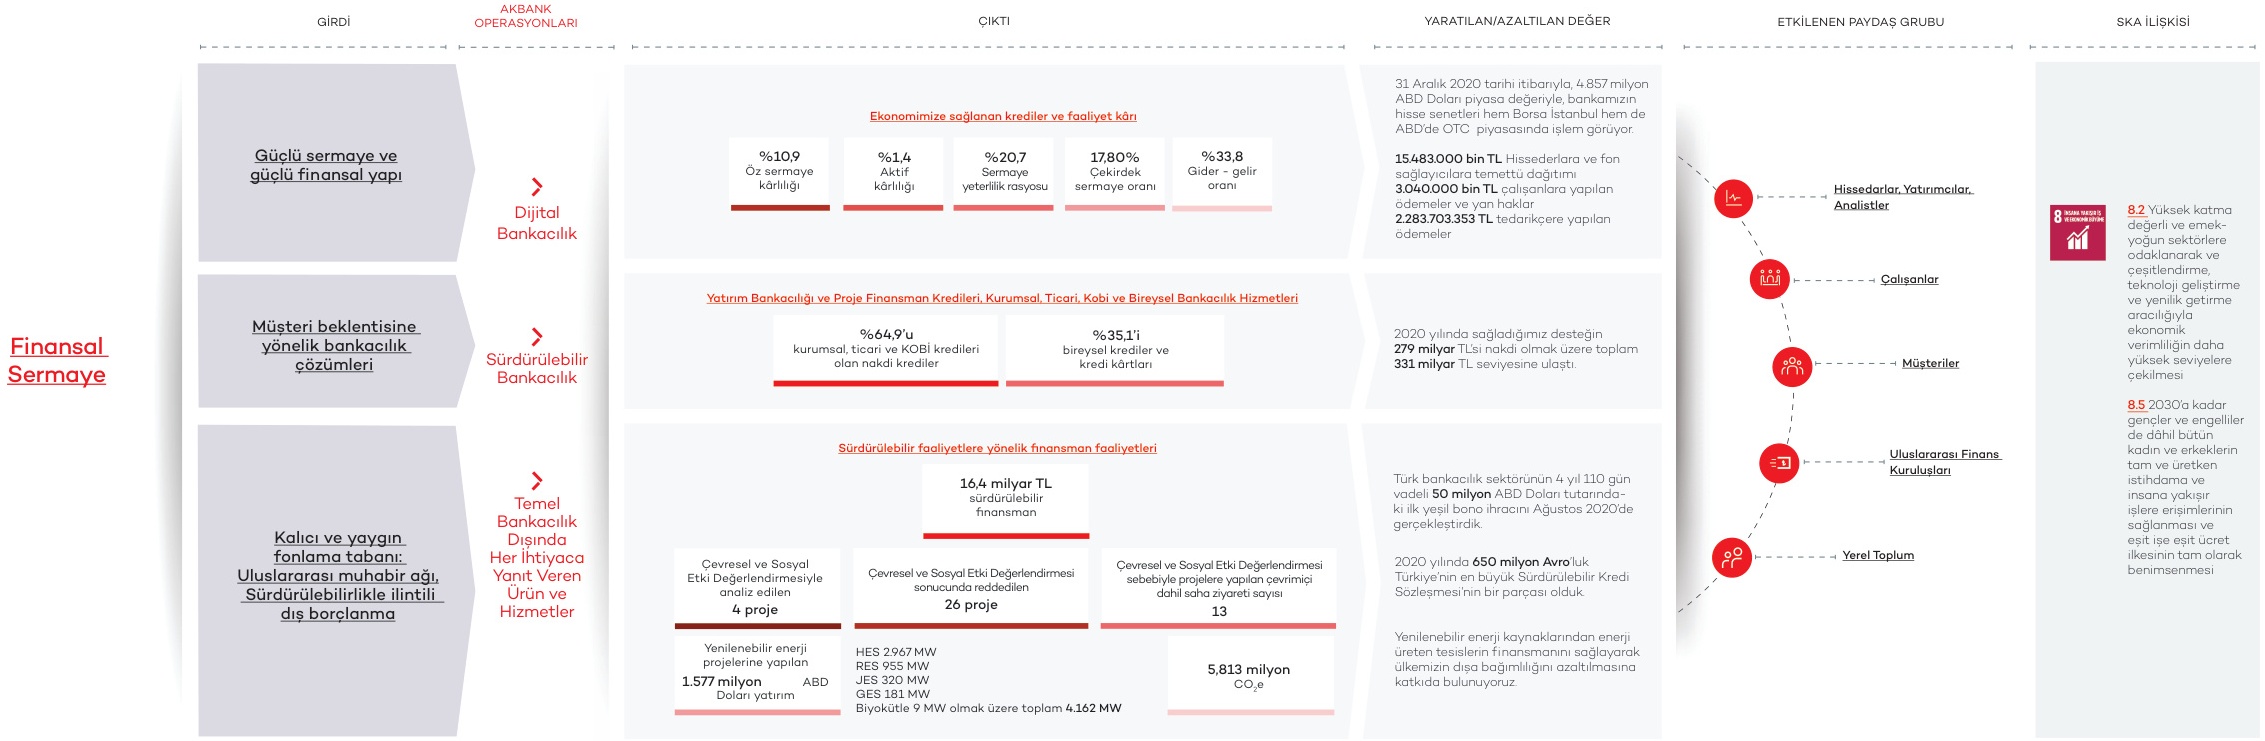 GİRDİ
AKBANK
OPERASYONLARI
ÇIKTI
YARATILAN/AZALTILAN DEĞER
ETKİLENEN PAYDAŞ GRUBU
SKA İLİŞKİSİ
Finansal
Sermaye
Güçlü sermaye ve
güçlü finansal yapı
Müşteri beklentisine
yönelik bankacılık
çözümleri
Kalıcı ve yaygın
fonlama tabanı:
Uluslararası muhabir ağı,
Sürdürülebilirlikle ilintili
dış borçlanma
Dijital
Bankacılık
Sürdürülebilir
Bankacılık
Temel
Bankacılık
Dışında
Her İhtiyaca
Yanıt Veren
Ürün ve
Hizmetler
Ekonomimize sağlanan krediler ve faaliyet kârı
%10,9
Öz sermaye
kârlılığı
%1,4
Aktif
kârlılığı
%20,7
Sermaye
yeterlilik rasyosu
17,80%
Çekirdek
sermaye oranı
%33,8
Gider - gelir
oranı
Yatırım Bankacılığı ve Proje Finansman Kredileri, Kurumsal, Ticari, Kobi ve Bireysel Bankacılık Hizmetleri
%64,9’u
kurumsal, ticari ve KOBİ kredileri
olan nakdi krediler
%35,1’i
bireysel krediler ve
kredi kârtları
Sürdürülebilir faaliyetlere yönelik finansman faaliyetleri
16,4 milyar TL
sürdürülebilir
finansman
Çevresel ve Sosyal
Etki Değerlendirmesiyle
analiz edilen
4 proje
Çevresel ve Sosyal Etki Değerlendirmesi
sonucunda reddedilen
26 proje
Çevresel ve Sosyal Etki Değerlendirmesi
sebebiyle projelere yapılan çevrimiçi
dahil saha ziyareti sayısı
13
Yenilenebilir enerji
projelerine yapılan
1.577 milyon ABD
Doları yatırım
HES 2.967 MW
RES 955 MW
JES 320 MW
GES 181 MW
Biyokütle 9 MW olmak üzere toplam 4.162 MW
5,813 milyon
CO2e
31 Aralık 2020 tarihi itibarıyla, 4.857 milyon
ABD Doları piyasa değeriyle, bankamızın
hisse senetleri hem Borsa İstanbul hem de
ABD’de OTC piyasasında işlem görüyor.
15.483.000 bin TL Hissederlara ve fon
sağlayıcılara temettü dağıtımı
3.040.000 bin TL çalışanlara yapılan
ödemeler ve yan haklar
2.283.703.353 TL tedarikçere yapılan
ödemeler
2020 yılında sağladığımız desteğin
279 milyar TL’si nakdi olmak üzere toplam
331 milyar TL seviyesine ulaştı.
Türk bankacılık sektörünün 4 yıl 110 gün
vadeli 50 milyon ABD Doları tutarında-
ki ilk yeşil bono ihracını Ağustos 2020’de
gerçekleştirdik.
2020 yılında 650 milyon Avro’luk
Türkiye’nin en büyük Sürdürülebilir Kredi
Sözleşmesi’nin bir parçası olduk.
Yenilenebilir enerji kaynaklarından enerji
üreten tesislerin finansmanını sağlayarak
ülkemizin dışa bağımlılığını azaltılmasına
katkıda bulunuyoruz.
Hissedarlar, Yatırımcılar,
Analistler
Çalışanlar
Müşteriler
Uluslararası Finans
Kuruluşları
Yerel Toplum
8 İNSANA YAKIŞIR İŞ
VE EKONOMİK BÜYÜME
8.2 Yüksek katma
değerli ve emek-
yoğun sektörlere
odaklanarak ve
çeşitlendirme,
teknoloji geliştirme
ve yenilik getirme
aracılığıyla
ekonomik
verimliliğin daha
yüksek seviyelere
çekilmesi
8.5 2030’a kadar
gençler ve engelliler
de dâhil bütün
kadın ve erkeklerin
tam ve üretken
istihdama ve
insana yakışır
işlere erişimlerinin
sağlanması ve
eşit işe eşit ücret
ilkesinin tam olarak
benimsenmesi